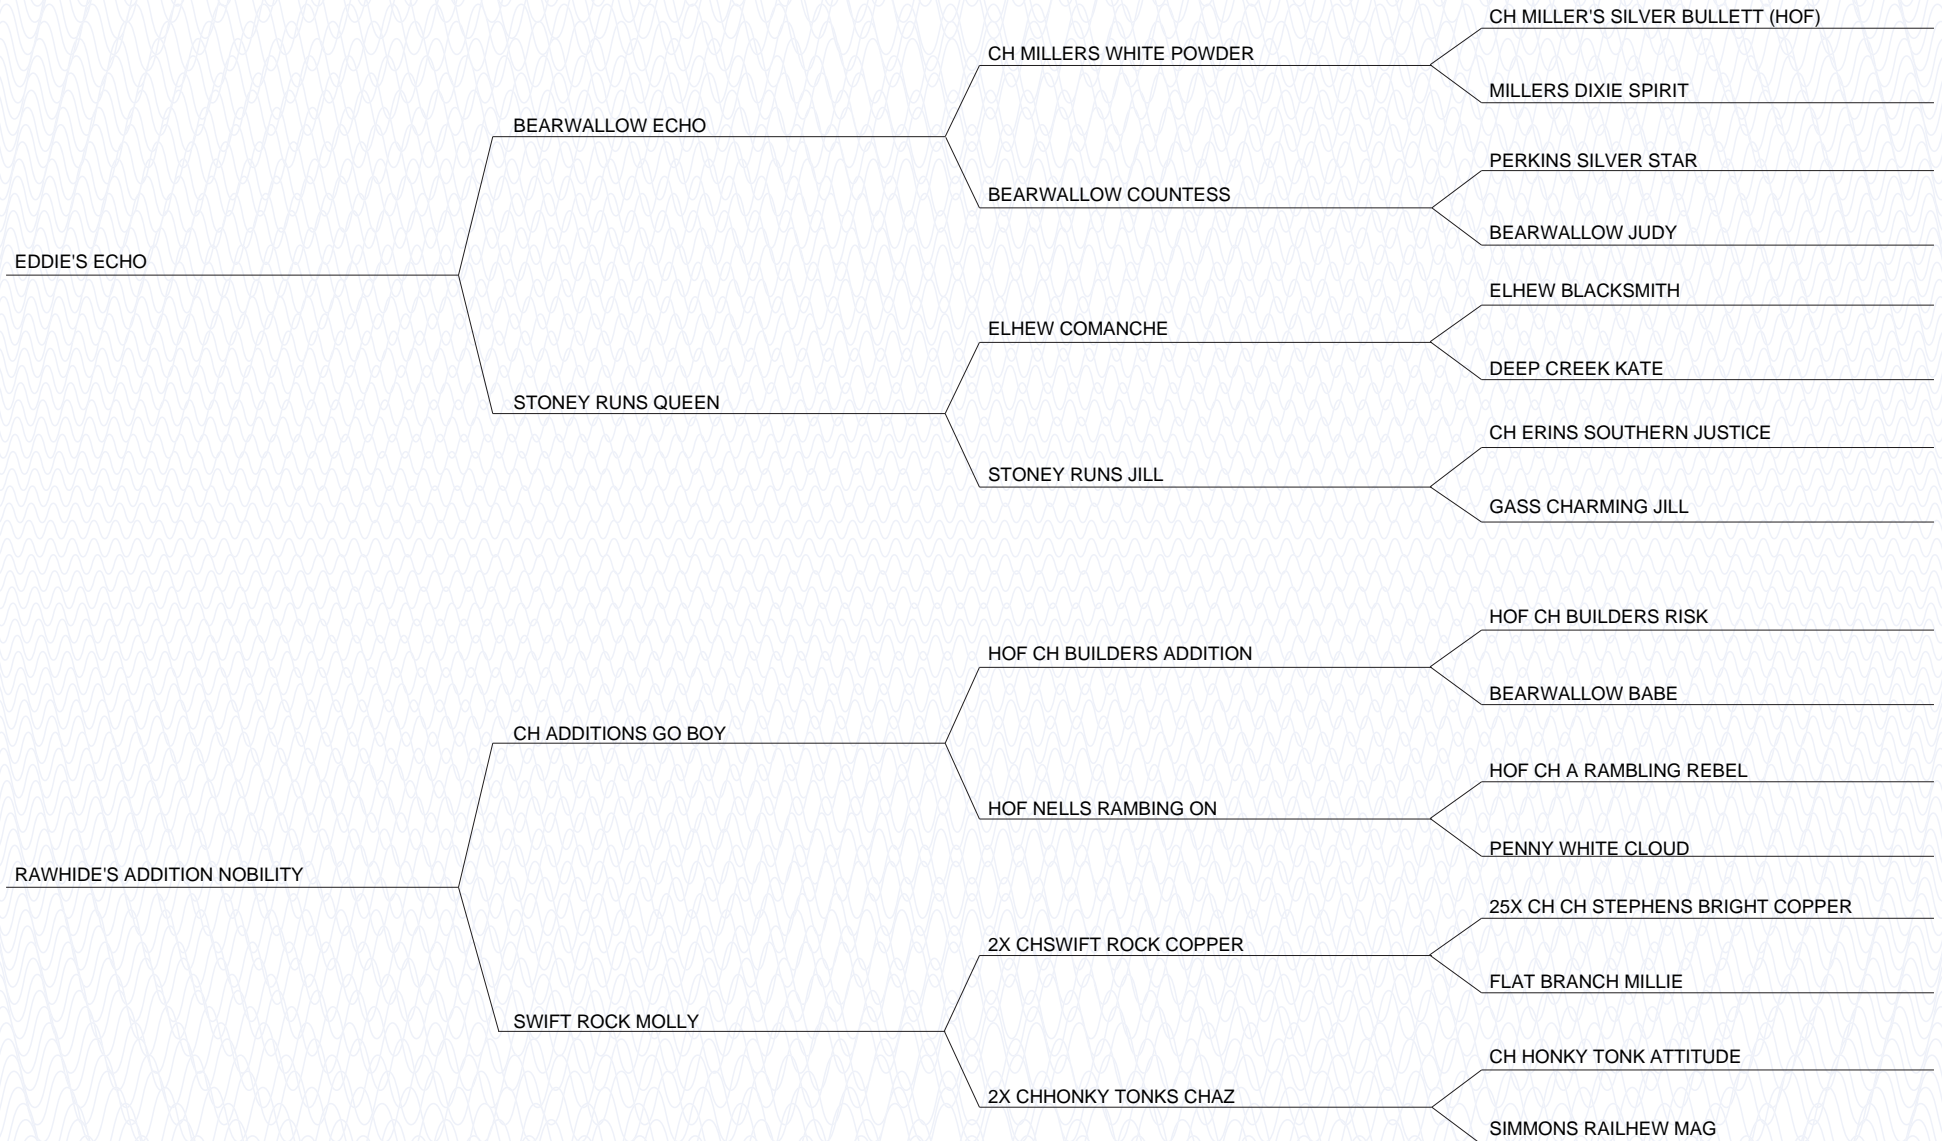 CH MILLER'S SILVER BULLETT (HOF)
CH MILLERS WHITE POWDER
MILLERS DIXIE SPIRIT
BEARWALLOW ECHO
PERKINS SILVER STAR
BEARWALLOW COUNTESS
BEARWALLOW JUDY
EDDIE'S ECHO
ELHEW BLACKSMITH
ELHEW COMANCHE
DEEP CREEK KATE
STONEY RUNS QUEEN
CH ERINS SOUTHERN JUSTICE
STONEY RUNS JILL
GASS CHARMING JILL
HOF CH BUILDERS RISK
HOF CH BUILDERS ADDITION
BEARWALLOW BABE
CH ADDITIONS GO BOY
HOF CH A RAMBLING REBEL
HOF NELLS RAMBING ON
PENNY WHITE CLOUD
RAWHIDE'S ADDITION NOBILITY
25X CH CH STEPHENS BRIGHT COPPER
2X CHSWIFT ROCK COPPER
FLAT BRANCH MILLIE
SWIFT ROCK MOLLY
CH HONKY TONK ATTITUDE
2X CHHONKY TONKS CHAZ
SIMMONS RAILHEW MAG